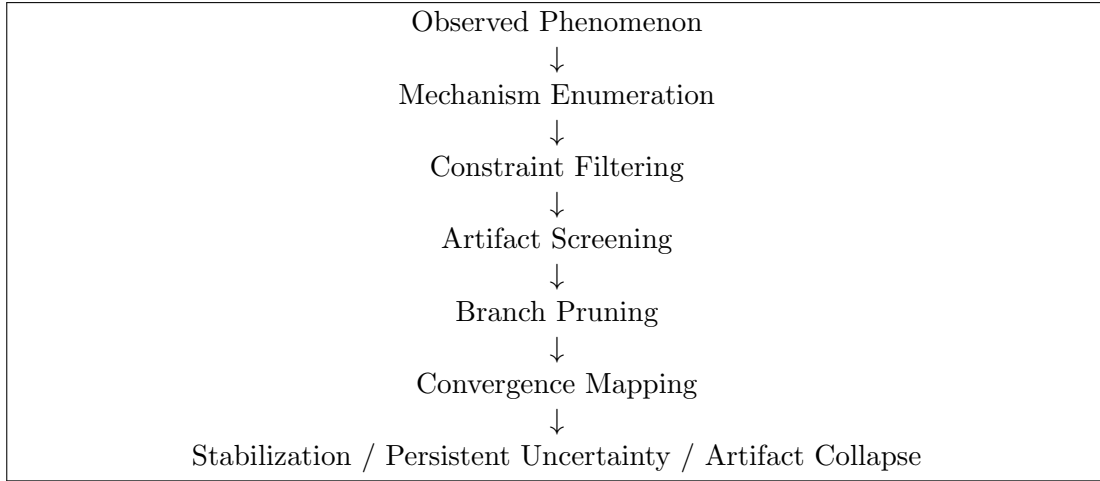 Observed Phenomenon
↓
Mechanism Enumeration
↓
Constraint Filtering
↓
Artifact Screening
↓
Branch Pruning
↓
Convergence Mapping
↓
Stabilization / Persistent Uncertainty / Artifact Collapse